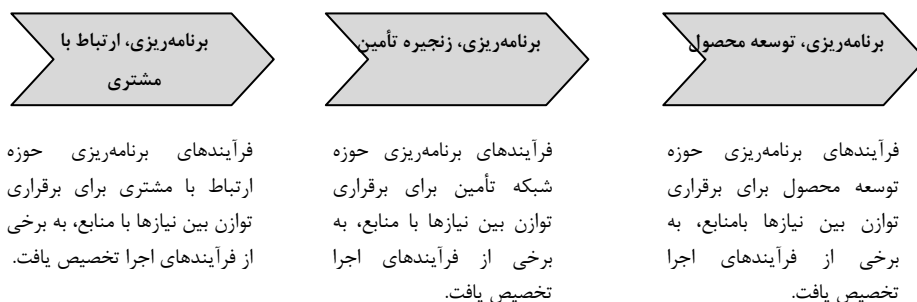 برنامه‌ریزی، توسعه محصول
فرآیندهای برنامه‌ریزی حوزه
توسعه محصول برای برقراری
توازن بین نیازها بامنابع، به
برخی از فرآیندهای اجرا
تخصیص یافت.
برنامه‌ریزی، زنجیره تأمین
فرآیندهای برنامه‌ریزی حوزه
شبکه تأمین برای برقراری
توازن بین نیازها با منابع، به
برخی از فرآیندهای اجرا
تخصیص یافت.
برنامه‌ریزی، ارتباط با
مشتری
فرآیندهای برنامه‌ریزی حوزه
ارتباط با مشتری برای برقراری
توازن بین نیازها با منابع، به برخی
از فرآیندهای اجرا تخصیص یافت.